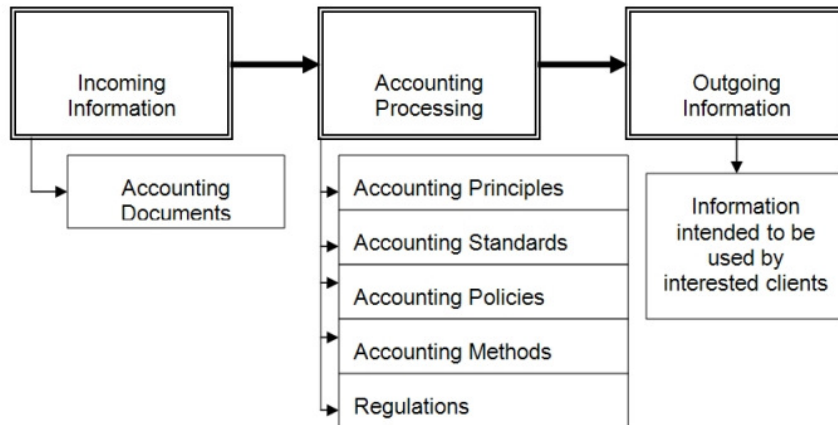 Incoming
Information
Accounting
Processing
Outgoing
Information
Accounting
Documents
Accounting Principles
Accounting Standards
Accounting Policies
Accounting Methods
Regulations
Information
intended to be
used by
interested clients